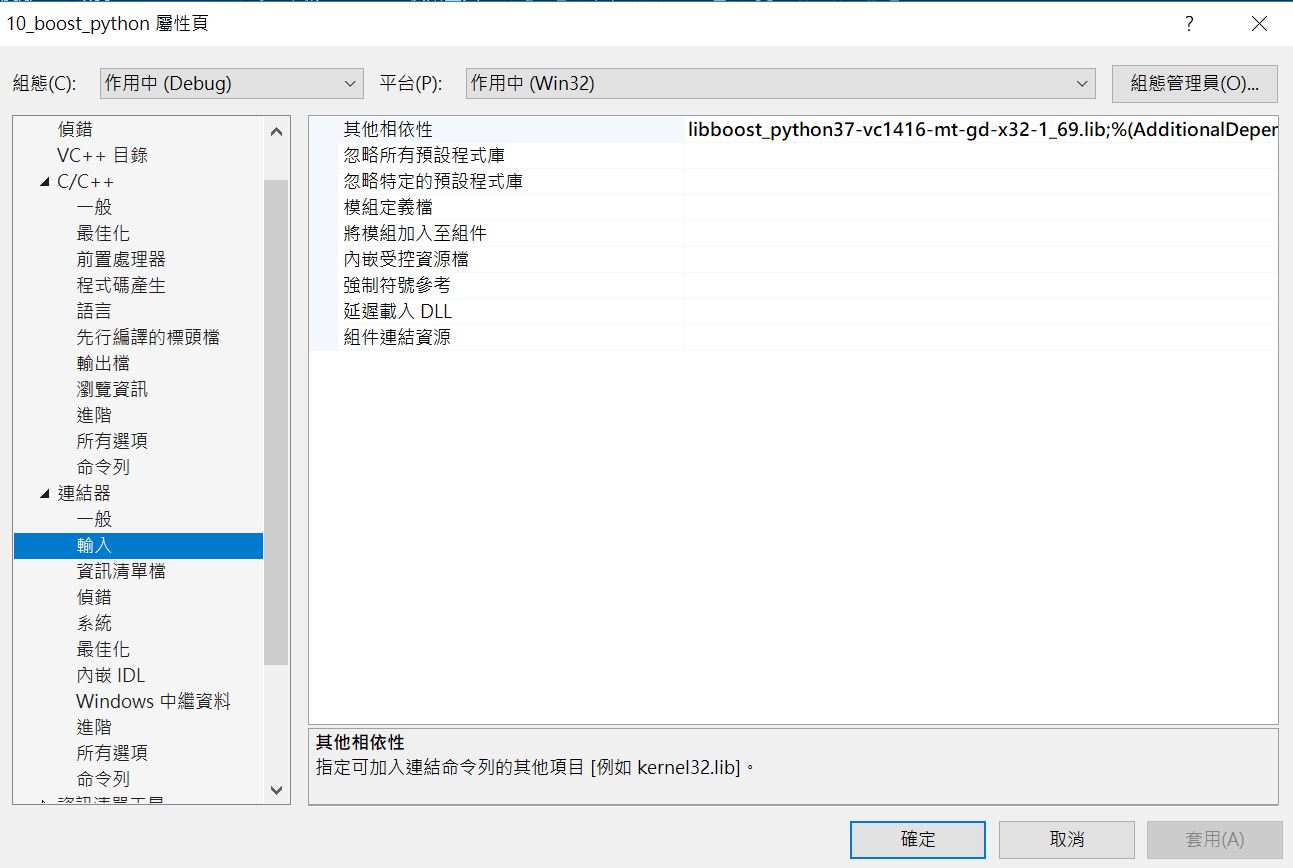 10_boost_python 屬性頁
?
組態(C):
作用中 (Debug)
平台(P):
作用中 (Win32)
組態管理員(O)...
偵錯
VC++ 目錄
C/C++
一般
最佳化
前置處理器
程式碼產生
語言
先行編譯的標頭檔
輸出檔
瀏覽資訊
進階
所有選項
命令列
連結器
一般
輸入
資訊清單檔
偵錯
系統
最佳化
內嵌 IDL
Windows 中繼資料
進階
所有選項
命令列
資訊清單工具
其他相依性 libboost_python37-vc1416-mt-gd-x32-1_69.lib;%(AdditionalDeper
忽略所有預設程式庫
忽略特定的預設程式庫
模組定義檔
將模組加入至組件
內嵌受控資源檔
強制符號參考
延遲載入 DLL
組件連結資源
其他相依性
指定可加入連結命令列的其他項目 [例如 kernel32.lib]。
確定
取消
套用(A)